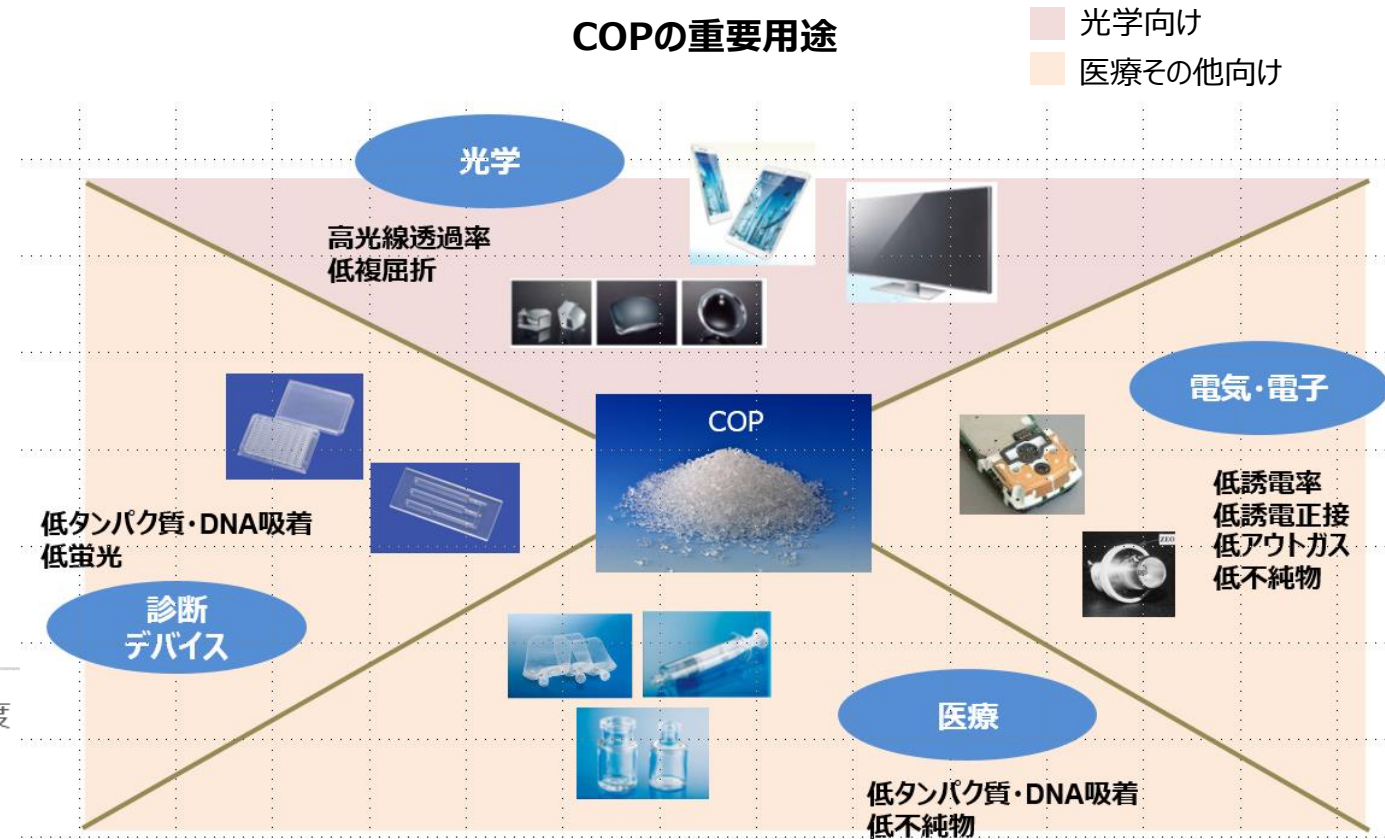 COPの重要用途
光学向け
医療その他向け
光学
高光線透過率
低複屈折
COP
電気・電子
低誘電率
低誘電正接
低アウトガス
低不純物
ZEO
低タンパク質・DNA吸着
低蛍光
診断
デバイス
度
医療
低タンパク質・DNA吸着
低不純物